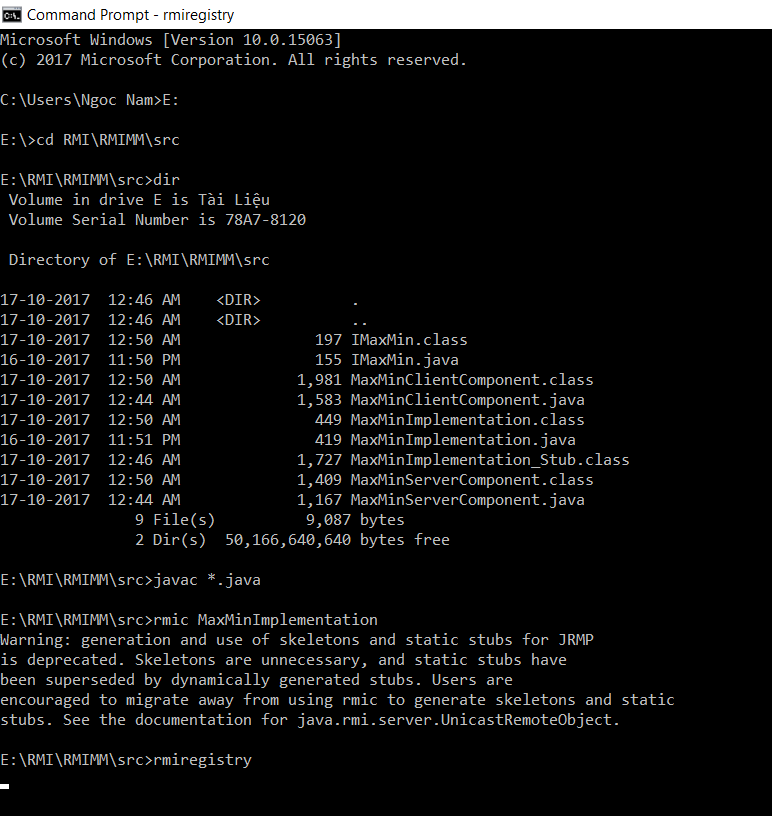 Command Prompt - rmiregistry
Microsoft Windows [Version 10.0.15063]
(c) 2017 Microsoft Corporation. All rights reserved.
C:\Users\Ngoc Nam>E:
E:\>cd RMI\RMIMM\src
E:\RMI\RMIMM\src>dir
Volume in drive E is Tài Liệu
Volume Serial Number is 78A7-8120
Directory of E:\RMI\RMIMM\src
17-10-2017  12:46 AM    <DIR>          .
17-10-2017  12:46 AM    <DIR>          ..
17-10-2017  12:50 AM               197 IMaxMin.class
16-10-2017  11:50 PM               155 IMaxMin.java
17-10-2017  12:50 AM             1,981 MaxMinClientComponent.class
17-10-2017  12:44 AM             1,583 MaxMinClientComponent.java
17-10-2017  12:50 AM               449 MaxMinImplementation.class
16-10-2017  11:51 PM               419 MaxMinImplementation.java
17-10-2017  12:46 AM             1,727 MaxMinImplementation_Stub.class
17-10-2017  12:50 AM             1,409 MaxMinServerComponent.class
17-10-2017  12:44 AM             1,167 MaxMinServerComponent.java
9 File(s)          9,087 bytes
2 Dir(s)  50,166,640,640 bytes free
E:\RMI\RMIMM\src>javac *.java
E:\RMI\RMIMM\src>rmic MaxMinImplementation
Warning: generation and use of skeletons and static stubs for JRMP
is deprecated. Skeletons are unnecessary, and static stubs have
been superseded by dynamically generated stubs. Users are
encouraged to migrate away from using rmic to generate skeletons and static
stubs. See the documentation for java.rmi.server.UnicastRemoteObject.
E:\RMI\RMIMM\src>rmiregistry